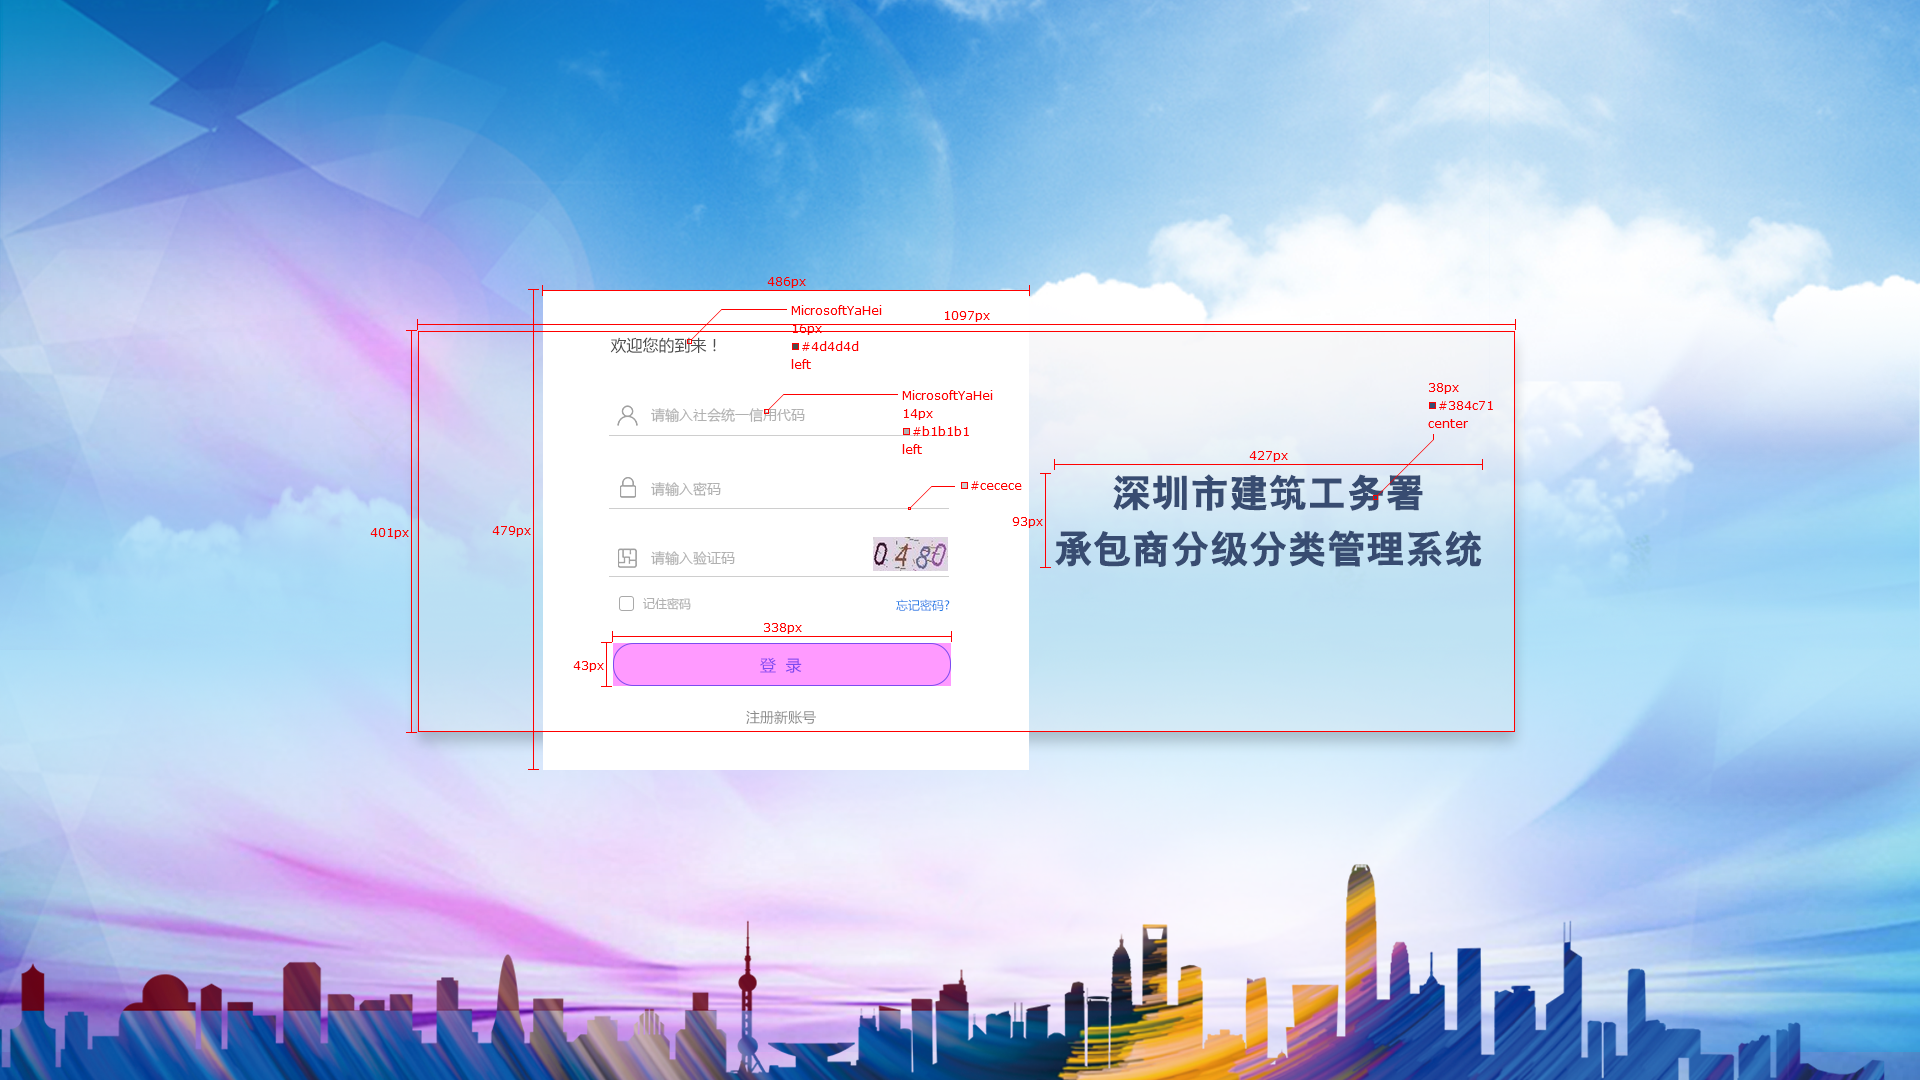 486px
MicrosoftYaHei
16px
#4d4d4d
left
1097px
欢迎您的到来！
MicrosoftYaHei
14px
#b1b1b1
left
请输入社会统一信用代码
38px
#384c71
center
427px
#cecece
请输入密码
93px
深圳市建筑工务署
承包商分级分类管理系统
401px
479px
请输入验证码
0480
记住密码
忘记密码?
338px
43px
登 录
注册新账号